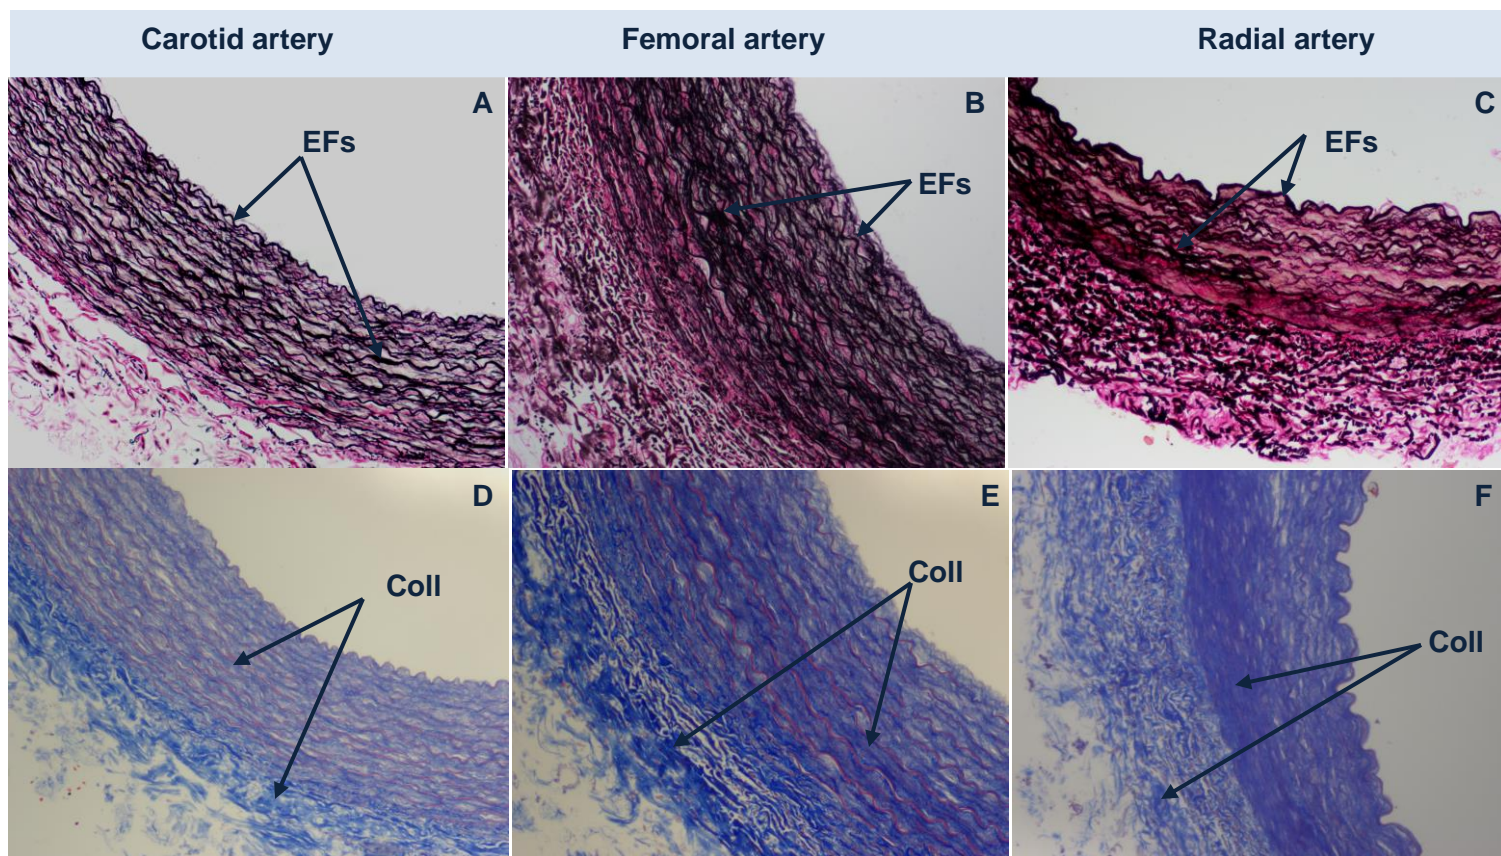 Carotid artery
Femoral artery
Radial artery
A
B
C
EFs
EFs
EFs
D
E
F
Coll
Coll
Coll